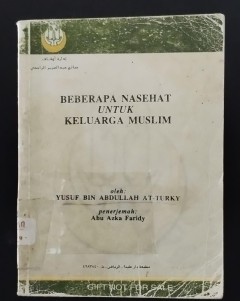 BEBERAPA NASEHAT
UNTUK
KELUARGA MUSLIM
oleh:
YUSUF BIN ABDULLAH AT-TURKY
penerjemah:
Abu Azka Faridy
GIFT NOT FOR SALE